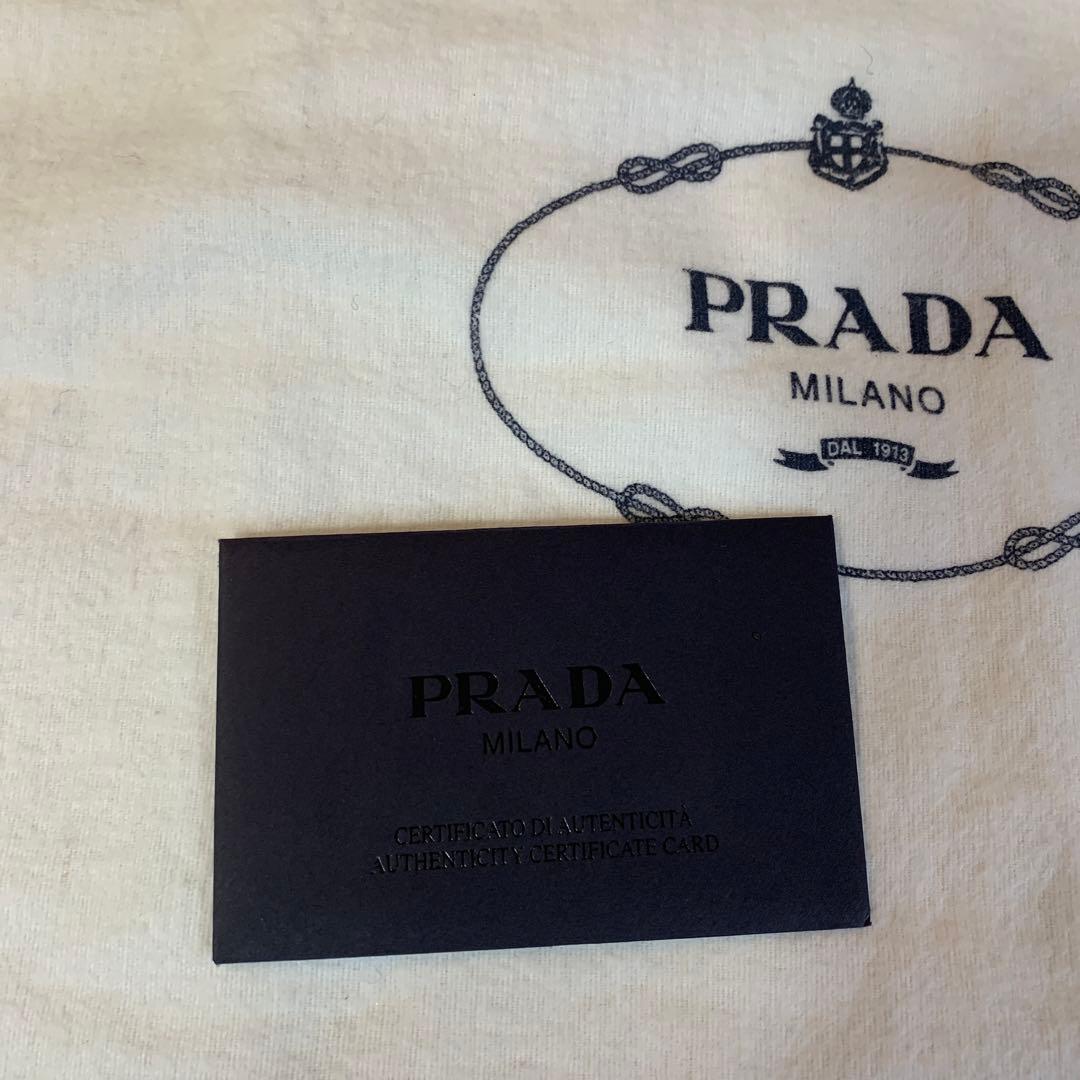 PRADA
MILANO
DAL 1913
PRADA
MILANO
CERTIFICATO DI AUTENTICITÀ
AUTHENTICITY CERTIFICATE CARD